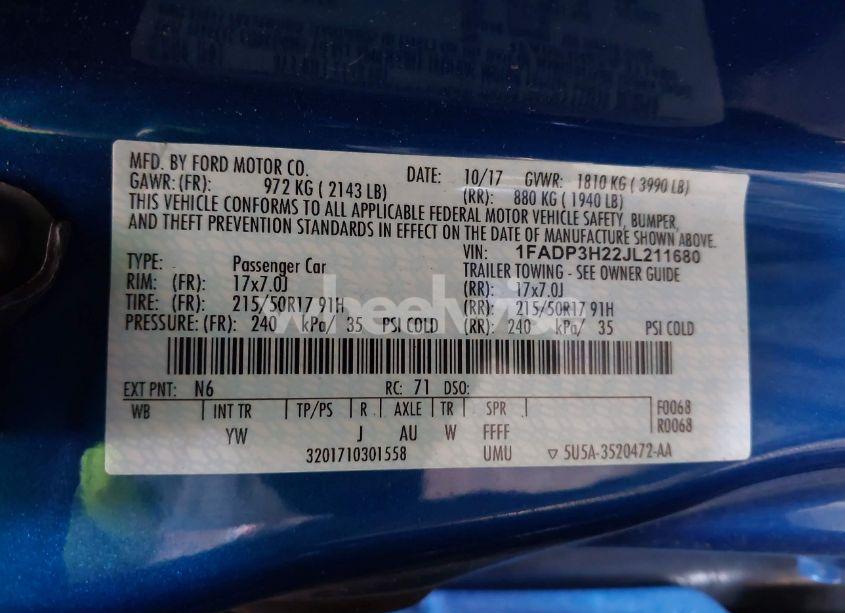 MFD. BY FORD MOTOR CO. DATE: 10/17 GVWR: 1810 KG ( 3990 LB)
GAWR: (FR): 972 KG ( 2143 LB) (RR): 880 KG ( 1940 LB)
THIS VEHICLE CONFORMS TO ALL APPLICABLE FEDERAL MOTOR VEHICLE SAFETY, BUMPER,
AND THEFT PREVENTION STANDARDS IN EFFECT ON THE DATE OF MANUFACTURE SHOWN ABOVE.
VIN: 1FADP3H22JL211680
TYPE: Passenger Car TRAILER TOWING - SEE OWNER GUIDE
RIM: (FR): 17x7.0J (RR): 17x7.0J
TIRE: (FR): 215/50R17 91H (RR): 215/50R17 91H
PRESSURE: (FR): 240 kPa/ 35 PSI COLD (RR): 240 kPa/ 35 PSI COLD
EXT PNT: N6 RC: 71 DSO:
WB INT TR TP/PS R AXLE TR SPR F0068
R0068
YW J AU W FFFF
3201710301558 UMU ▽ 5U5A-3520472-AA